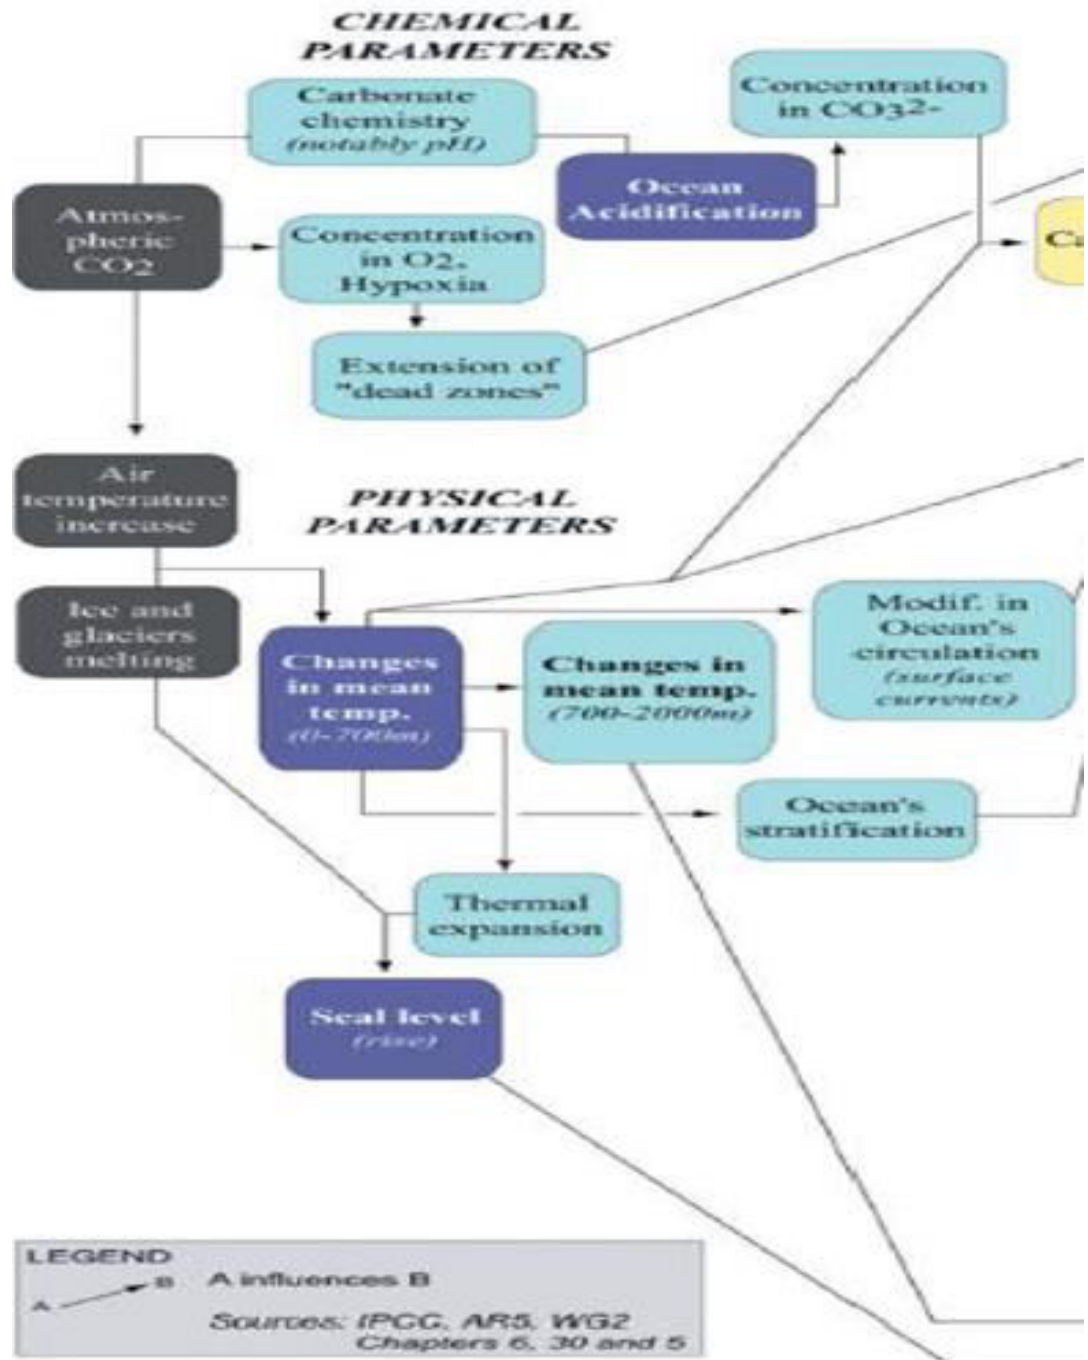 CHEMICAL
PARAMETERS
Carbonate
chemistry
(notably pH)
Concentration
in CO3²-
Ocean
Acidification
Atmos-
pheric
CO2
Concentration
in O2.
Hypoxia
Ca
Extension of
"dead zones"
Air
temperature
increase
PHYSICAL
PARAMETERS
Ice and
glaciers
melting
Changes
in mean
temp.
(0-700m)
Changes in
mean temp.
(700-2000m)
Modif. in
Ocean's
circulation
(surface
currents)
Ocean's
stratification
Thermal
expansion
Seal level
(rise)
LEGEND
A B A influences B
Sources: IPCC, AR5, WG2
Chapters 6, 30 and 5